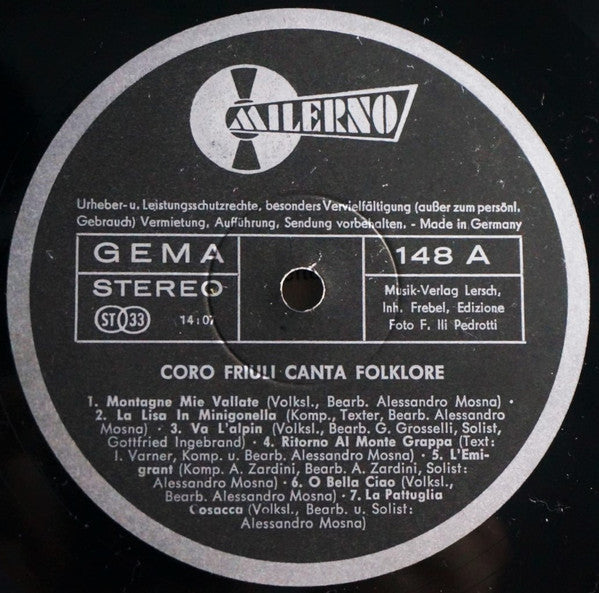 MILERNO
Urheber- u. Leistungsschutzrechte, besonders Vervielfältigung (außer zum persönl.
Gebrauch) Vermietung, Aufführung, Sendung vorbehalten. - Made in Germany
GEMA
148 A
STEREO
Musik-Verlag Lersch,
Inh. Frebel, Edizione
Foto F. Ili Pedrotti
ST 33
14:07
CORO FRIULI CANTA FOLKLORE
1. Montagne Mie Vallate (Volksl., Bearb. Alessandro Mosna) ·
2. La Lisa In Minigonella (Komp., Texter, Bearb. Alessandro
Mosna) · 3. Va L'alpin (Volksl., Bearb. G. Grosselli, Solist,
Gottfried Ingebrand) · 4. Ritorno Al Monte Grappa (Text:
I. Varner, Komp. u. Bearb. Alessandro Mosna) · 5. L'Emi-
grant (Komp. A. Zardini, Bearb. A. Zardini, Solist:
Alessandro Mosna) · 6. O Bella Ciao (Volksl.,
Bearb. Alessandro Mosna) · 7. La Pattuglia
Cosacca (Volksl., Bearb. u. Solist:
Alessandro Mosna)